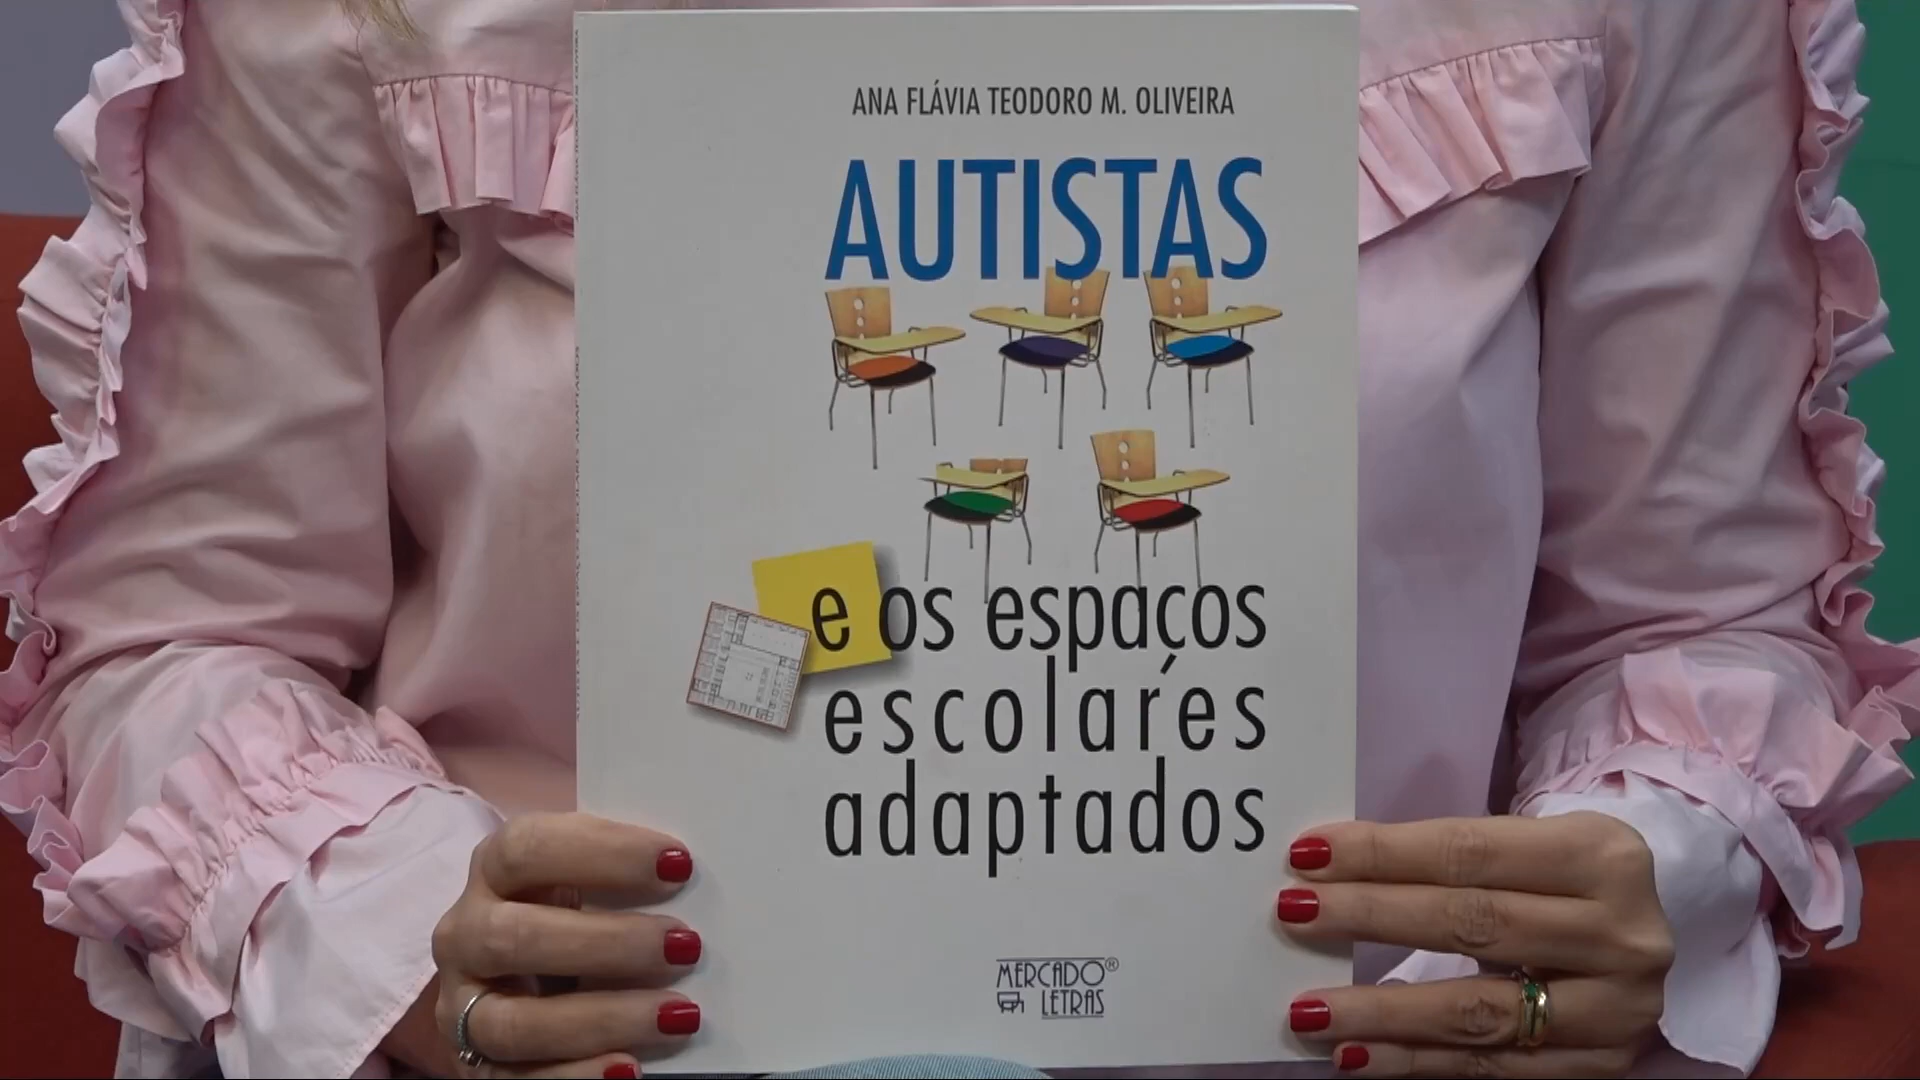 ANA FLÁVIA TEODORO M. OLIVEIRA
AUTISTAS
e os espaços
escolares
adaptados
MERCADO®
LETRAS